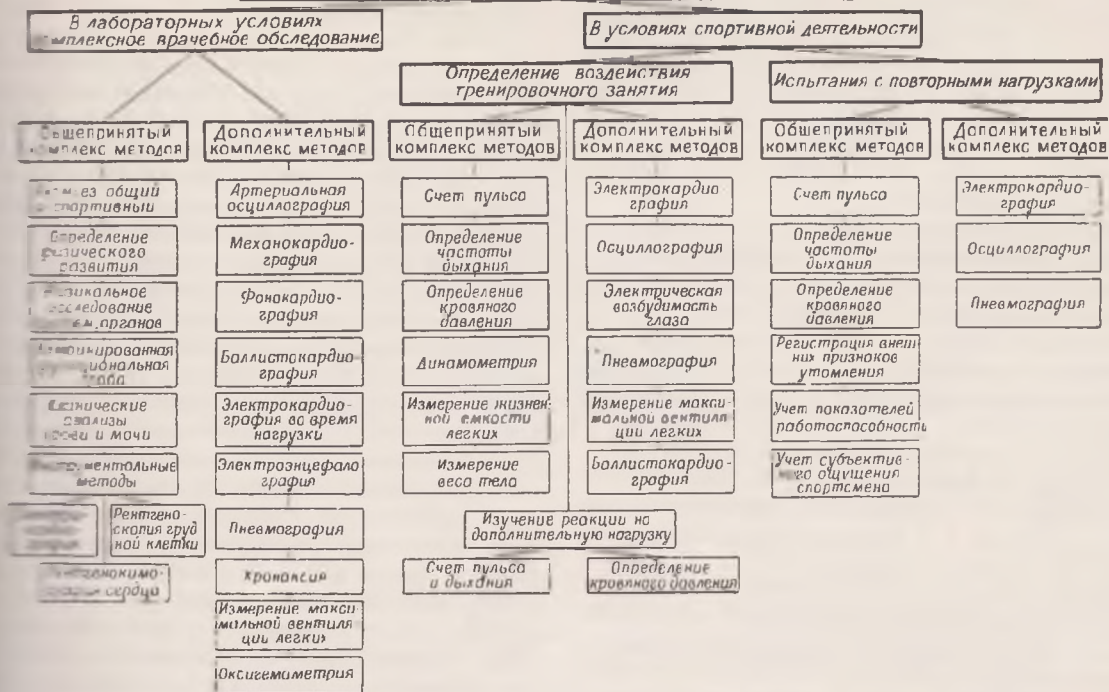 В лабораторных условиях
врачебное обследование
В условиях спортивной деятельности
Определение воздействия
тренировочного занятия
Испытания с повторными нагрузками
Общепринятый
комплекс методов
Дополнительный
комплекс методов
Общепринятый
комплекс методов
Дополнительный
комплекс методов
Общепринятый
комплекс методов
Дополнительный
комплекс методов
общий
спортивный
Определение
физического
развития
органов
крови и мочи
методы
Рентгено-
скопия груд
ной клетки
сердца
Артериальная
осциллография
Механокардио-
графия
Фонокардио-
графия
Баллистокардио-
графия
Электрокардио-
графия во время
нагрузки
Электроэнцефало
графия
Пневмография
Хронаксия
Измерение макси
мальной вентиля
ции легких
Оксигемиметрия
Счет пульса
Определение
частоты
дыхания
Определение
кровяного
давления
Динамометрия
Измерение жизнен
ной емкости
легких
Измерение
веса тела
Электрокардио
графия
Осциллография
Электрическая
возбудимость
глаза
Пневмография
Измерение макси
мальной вентиля
ции легких
Баллистокардио-
графия
Изучение реакции на
дополнительную нагрузку
Счет пульса
и дыхания
Определение
кровяного давления
Счет пульса
Определение
частоты
дыхания
Определение
кровяного
давления
Регистрация внеш
них признаков
утомления
Учет показателей
работоспособность
Учет субъектив-
ного ощущения
спортсмена
Электрокардио-
графия
Осциллография
Пневмография